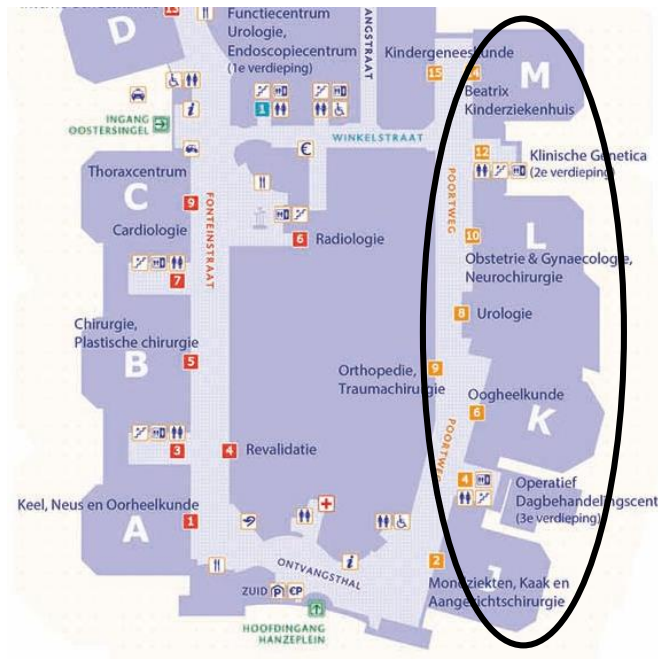 13
D
Functiecentrum
Urologie,
Endoscopiecentrum
(1e verdieping)
ANGSTRAAT
Kindergeneeskunde
15
M
Beatrix
Kinderziekenhuis
i
1
INGANG
OOSTERSINGEL
WINKELSTRAAT
€
12
Klinische Genetica
(2e verdieping)
Thoraxcentrum
C
9
Cardiologie
FONTEINSTRAAT
6
Radiologie
POORTWEG
10
L
Obstetrie & Gynaecologie,
Neurochirurgie
7
8
Urologie
Chirurgie,
Plastische chirurgie
B
5
Orthopedie,
Traumachirurgie
9
Oogheelkunde
6
K
3
4
Revalidatie
POORTWEG
4
Operatief
Dagbehandelingscent
(3e verdieping)
Keel, Neus en Oorheelkunde
A
1
ONTVANGSTHAL
i
2
J
Mondziekten, Kaak en
Aangezichtschirurgie
ZUID P €P
HOOFDINGANG
HANZEPLEIN